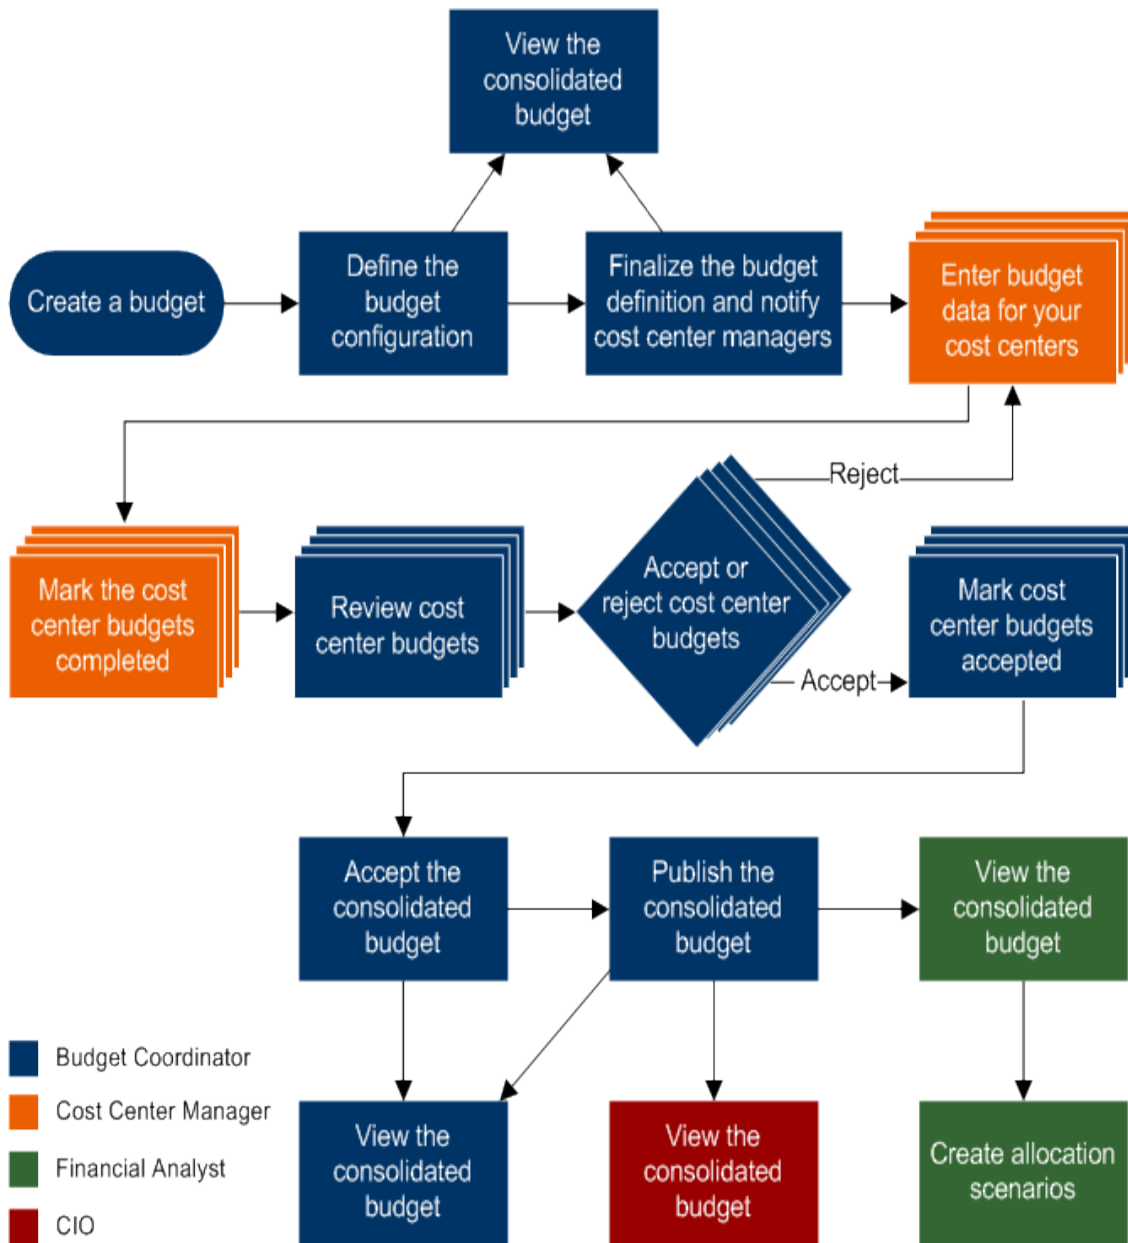 View the
consolidated
budget
Create a budget
Define the
budget
configuration
Finalize the budget
definition and notify
cost center managers
Enter budget
data for your
cost centers
Reject
Mark the cost
center budgets
completed
Review cost
center budgets
Accept or
reject cost center
budgets
Accept
Mark cost
center budgets
accepted
Accept the
consolidated
budget
Publish the
consolidated
budget
View the
consolidated
budget
View the
consolidated
budget
View the
consolidated
budget
Create allocation
scenarios
Budget Coordinator
Cost Center Manager
Financial Analyst
CIO